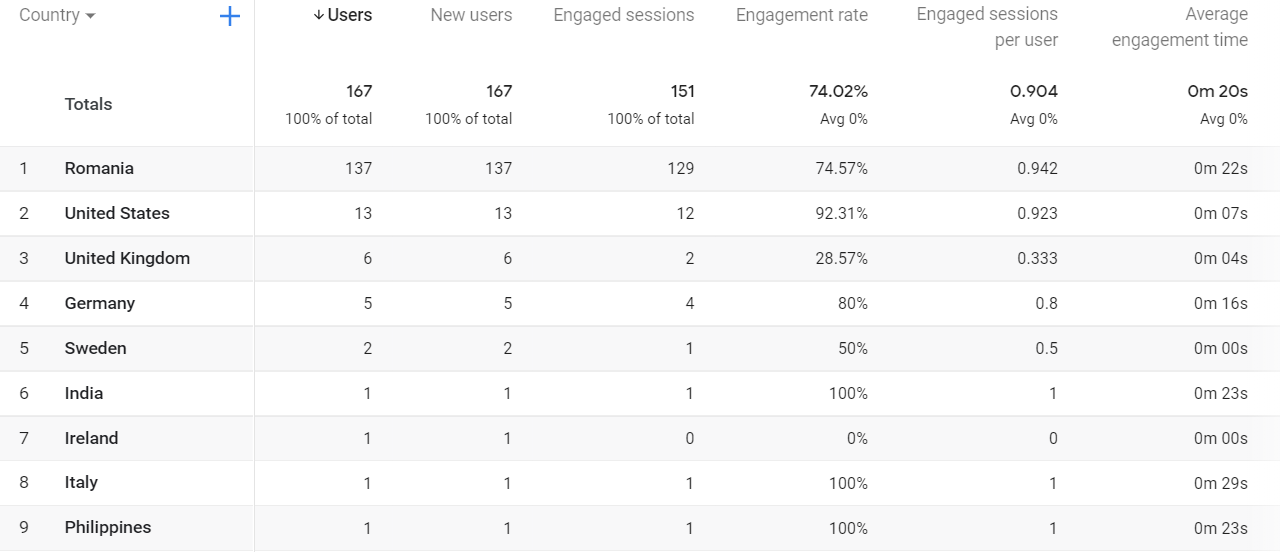 Country Users New users Engaged sessions Engagement rate Engaged sessions per user Average engagement time
Totals 167 167 151 74.02% 0.904 0m 20s
100% of total 100% of total 100% of total Avg 0% Avg 0% Avg 0%
1 Romania 137 137 129 74.57% 0.942 0m 22s
2 United States 13 13 12 92.31% 0.923 0m 07s
3 United Kingdom 6 6 2 28.57% 0.333 0m 04s
4 Germany 5 5 4 80% 0.8 0m 16s
5 Sweden 2 2 1 50% 0.5 0m 00s
6 India 1 1 1 100% 1 0m 23s
7 Ireland 1 1 0 0% 0 0m 00s
8 Italy 1 1 1 100% 1 0m 29s
9 Philippines 1 1 1 100% 1 0m 23s